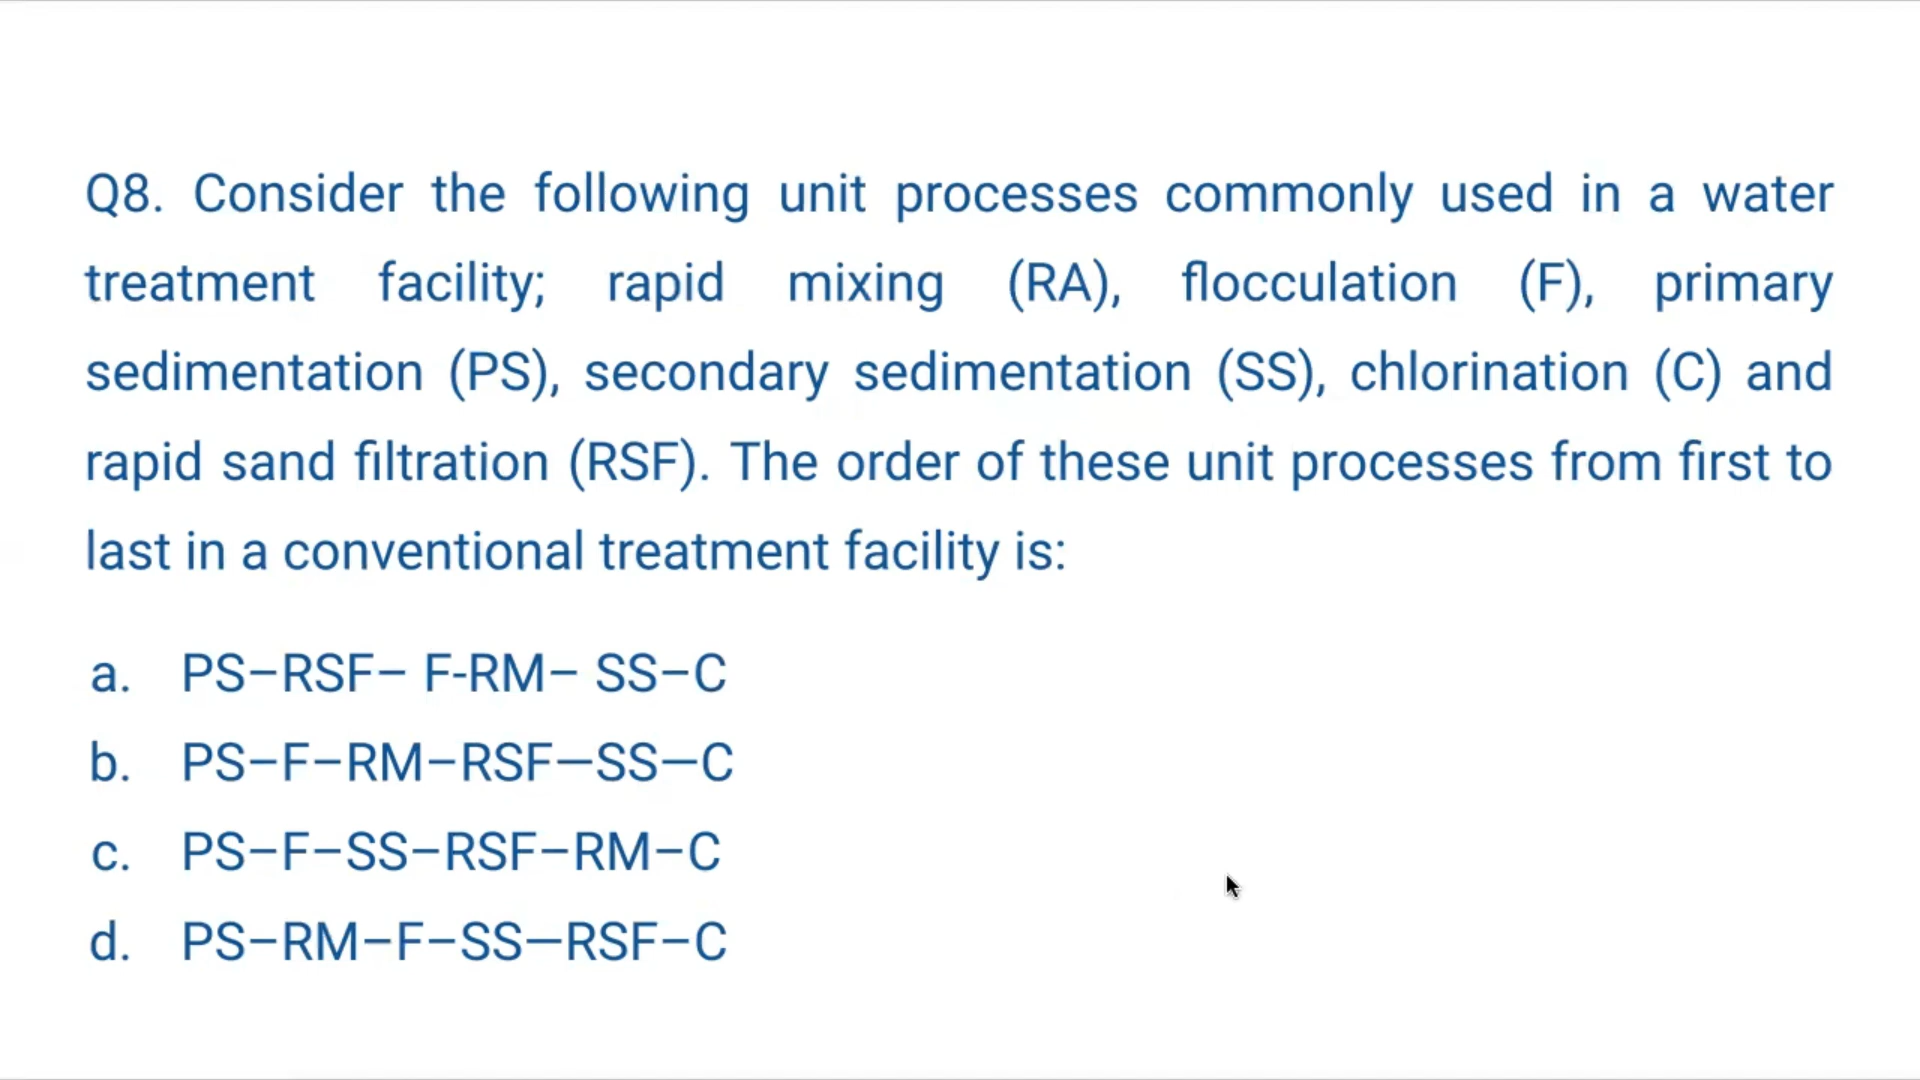 Q8. Consider the following unit processes commonly used in a water
treatment facility; rapid mixing (RA), flocculation (F), primary
sedimentation (PS), secondary sedimentation (SS), chlorination (C) and
rapid sand filtration (RSF). The order of these unit processes from first to
last in a conventional treatment facility is:
a. PS–RSF– F-RM– SS–C
b. PS–F–RM–RSF—SS—C
c. PS–F–SS–RSF–RM–C
d. PS–RM–F–SS—RSF–C